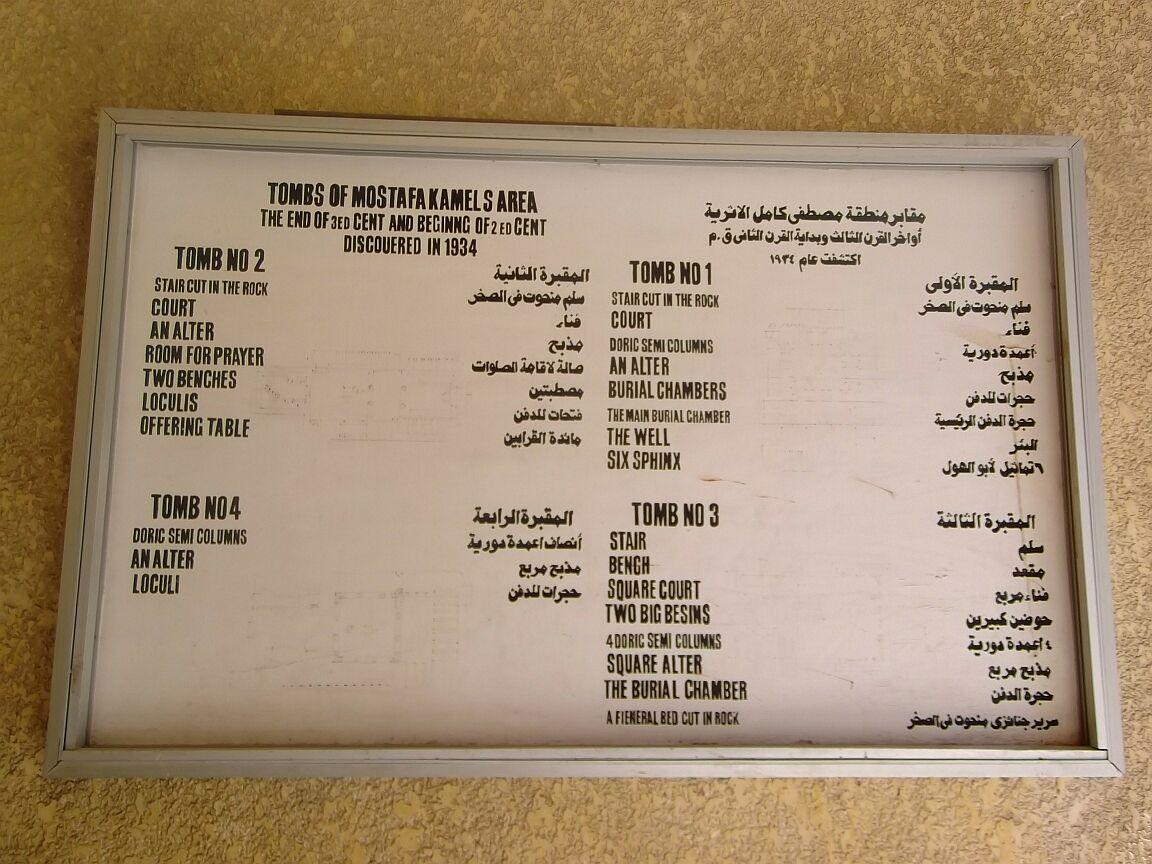 TOMBS OF MOSTAFA KAMELS AREA
THE END OF 3ED CENT AND BEGINNG OF 2 ED CENT
DISCOUERED IN 1934
مقابر منطقة مصطفى كامل الاثرية
أواخر القرن الثالث وبداية القرن الثانى ق.م
اكتشفت عام ١٩٣٤
TOMB NO 2
المقبرة الثانية
STAIR CUT IN THE ROCK
سلم منحوت فى الصخر
COURT
فناء
AN ALTER
مذبح
ROOM FOR PRAYER
صالة لاقامة الصلوات
TWO BENCHES
مصطبتين
LOCULIS
فتحات للدفن
OFFERING TABLE
مائدة القرابين
TOMB NO 1
المقبرة الأولى
STAIR CUT IN THE ROCK
سلم منحوت فى الصخر
COURT
فناء
DORIC SEMI COLUMNS
أعمدة دورية
AN ALTER
مذبح
BURIAL CHAMBERS
حجرات للدفن
THE MAIN BURIAL CHAMBER
حجرة الدفن الرئيسية
THE WELL
البئر
SIX SPHINX
٦ تماثيل لأبو الهول
TOMB NO 4
المقبرة الرابعة
DORIC SEMI COLUMNS
أنصاف اعمدة دورية
AN ALTER
مذبح مربع
LOCULI
حجرات للدفن
TOMB NO 3
المقبرة الثالثة
STAIR
سلم
BENGH
مقعد
SQUARE COURT
فناء مربع
TWO BIG BESINS
حوضين كبيرين
4 DORIC SEMI COLUMNS
٤ اعمدة دورية
SQUARE ALTER
مذبح مربع
THE BURIAL CHAMBER
حجرة الدفن
A FIENERAL BED CUT IN ROCK
سرير جنائزى منحوت فى الصخر